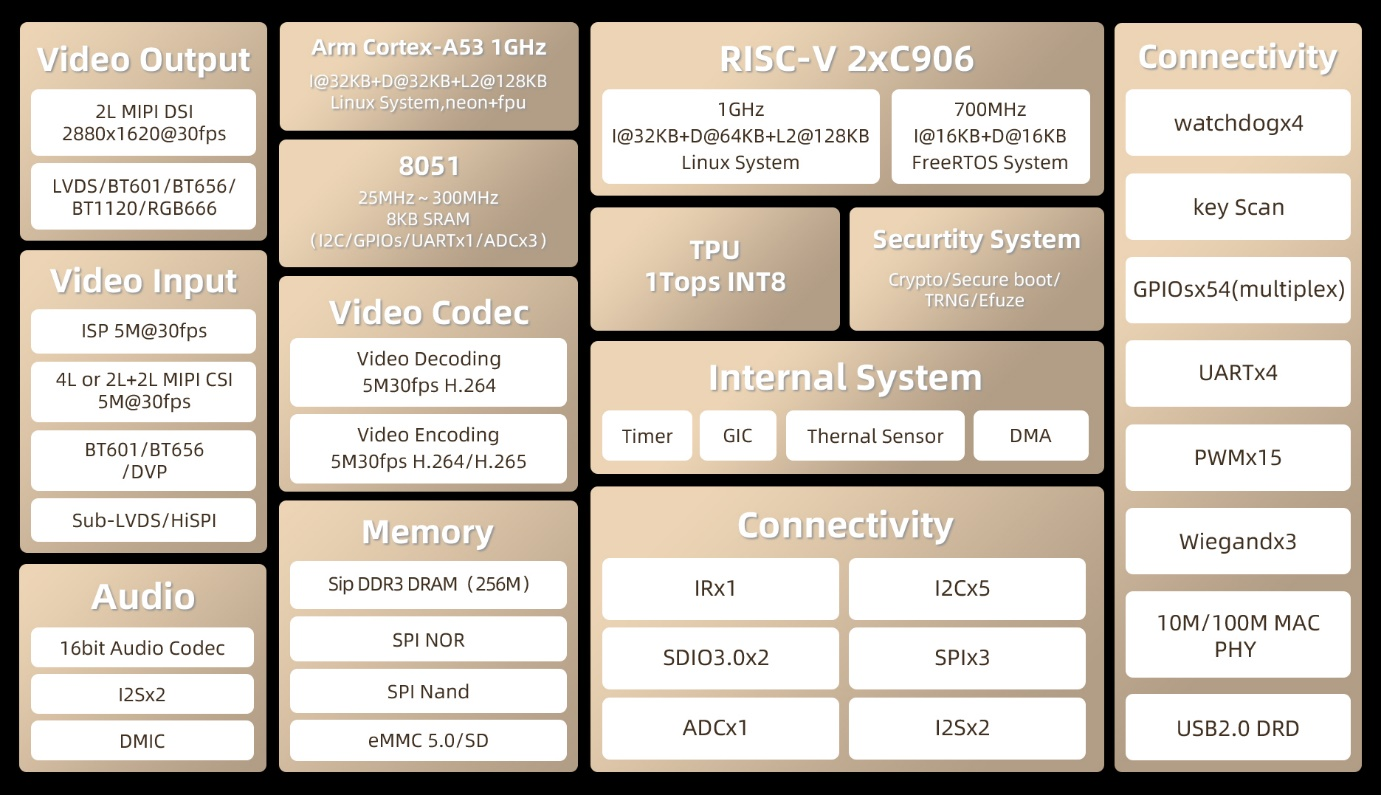 Video Output
2L MIPI DSI
2880x1620@30fps
LVDS/BT601/BT656/
BT1120/RGB666
Video Input
ISP 5M@30fps
4L or 2L+2L MIPI CSI
5M@30fps
BT601/BT656
/DVP
Sub-LVDS/HiSPI
Audio
16bit Audio Codec
I2Sx2
DMIC
Arm Cortex-A53 1GHz
I@32KB+D@32KB+L2@128KB
Linux System,neon+fpu
8051
25MHz ~ 300MHz
8KB SRAM
(I2C/GPIOs/UARTx1/ADCx3)
Video Codec
Video Decoding
5M30fps H.264
Video Encoding
5M30fps H.264/H.265
Memory
Sip DDR3 DRAM（256M）
SPI NOR
SPI Nand
eMMC 5.0/SD
RISC-V 2xC906
1GHz
I@32KB+D@64KB+L2@128KB
Linux System
700MHz
I@16KB+D@16KB
FreeRTOS System
TPU
1Tops INT8
Securtity System
Crypto/Secure boot/
TRNG/Efuze
Internal System
Timer
GIC
Thernal Sensor
DMA
Connectivity
IRx1
I2Cx5
SDIO3.0x2
SPIx3
ADCx1
I2Sx2
Connectivity
watchdogx4
key Scan
GPIOsx54(multiplex)
UARTx4
PWMx15
Wiegandx3
10M/100M MAC
PHY
USB2.0 DRD